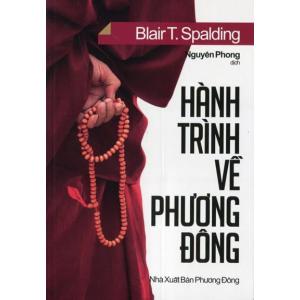 Blair T. Spalding
Nguyên Phong
dịch
HÀNH
TRÌNH
VỀ
PHƯƠNG
ĐÔNG
Nhà Xuất Bản Phương Đông